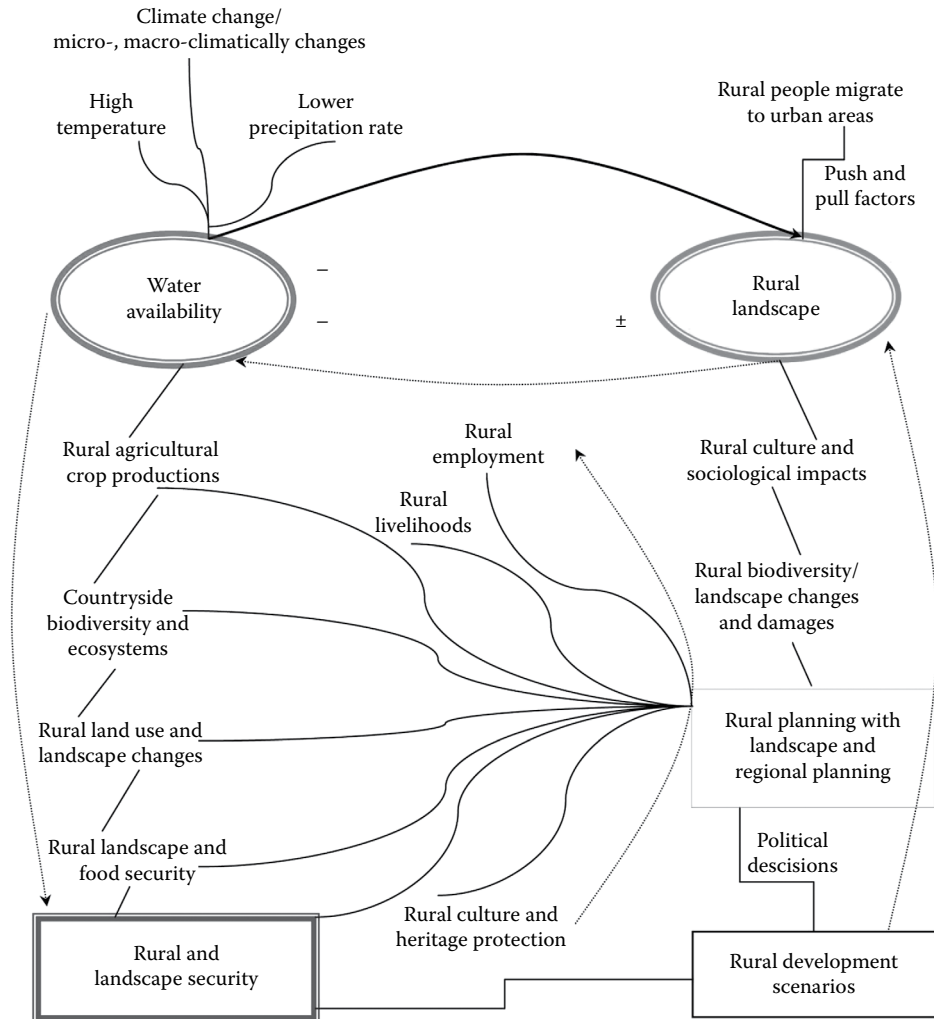 Climate change/
micro-, macro-climatically changes
High
temperature
Lower
precipitation rate
Rural people migrate
to urban areas
Push and
pull factors
Water
availability
–
–
±
Rural
landscape
Rural agricultural
crop productions
Rural
employment
Rural
livelihoods
Rural culture and
sociological impacts
Countryside
biodiversity and
ecosystems
Rural biodiversity/
landscape changes
and damages
Rural land use and
landscape changes
Rural planning with
landscape and
regional planning
Rural landscape and
food security
Political
descisions
Rural culture and
heritage protection
Rural and
landscape security
Rural development
scenarios